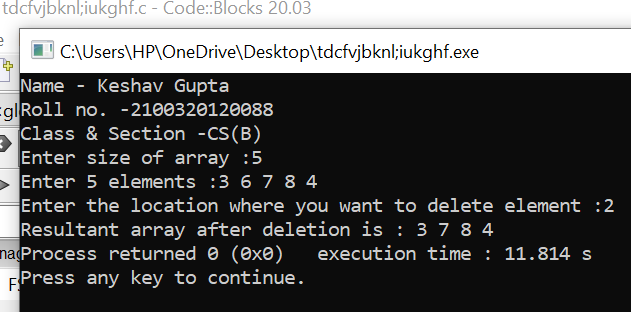 tdcfvjbknl;iukghf.c - Code::Blocks 20.03
C:\Users\HP\OneDrive\Desktop\tdcfvjbknl;iukghf.exe
Name - Keshav Gupta
Roll no. -2100320120088
Class & Section -CS(B)
Enter size of array :5
Enter 5 elements :3 6 7 8 4
Enter the location where you want to delete element :2
Resultant array after deletion is : 3 7 8 4
Process returned 0 (0x0)   execution time : 11.814 s
Press any key to continue.